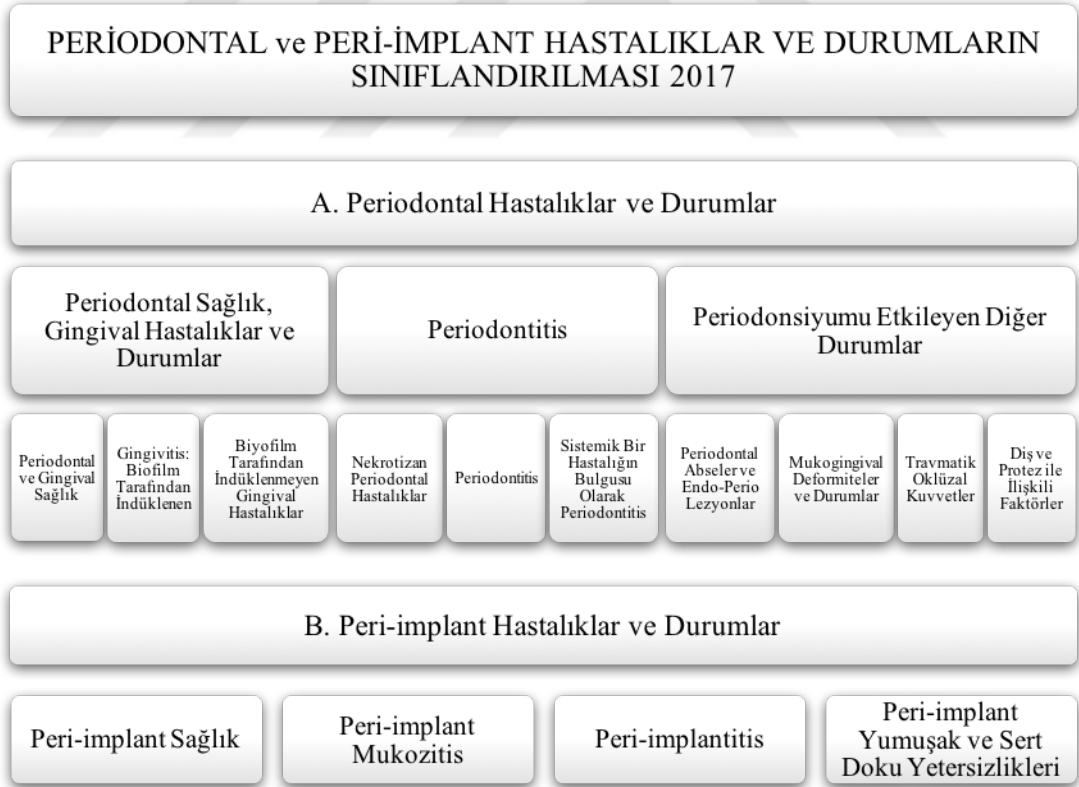 PERİODONTAL ve PERİ-İMPLANT HASTALIKLAR VE DURUMLARIN
SINIFLANDIRILMASI 2017
A. Periodontal Hastalıklar ve Durumlar
Periodontal Sağlık,
Gingival Hastalıklar ve
Durumlar
Periodontitis
Periodonsiyumu Etkileyen Diğer
Durumlar
Periodontal
ve Gingival
Sağlık
Gingivitis:
Biofilm
Tarafından
İndüklenen
Biyofilm
Tarafından
İndüklenmeyen
Gingival
Hastalıklar
Nekrotizan
Periodontal
Hastalıklar
Periodontitis
Sistemik Bir
Hastalığın
Bulgusu
Olarak
Periodontitis
Periodontal
Abseler ve
Endo-Perio
Lezyonlar
Mukogingival
Deformiteler
ve Durumlar
Travmatik
Oklüzal
Kuvvetler
Diş ve
Protez ile
İlişkili
Faktörler
B. Peri-implant Hastalıklar ve Durumlar
Peri-implant Sağlık
Peri-implant
Mukozitis
Peri-implantitis
Peri-implant
Yumuşak ve Sert
Doku Yetersizlikleri